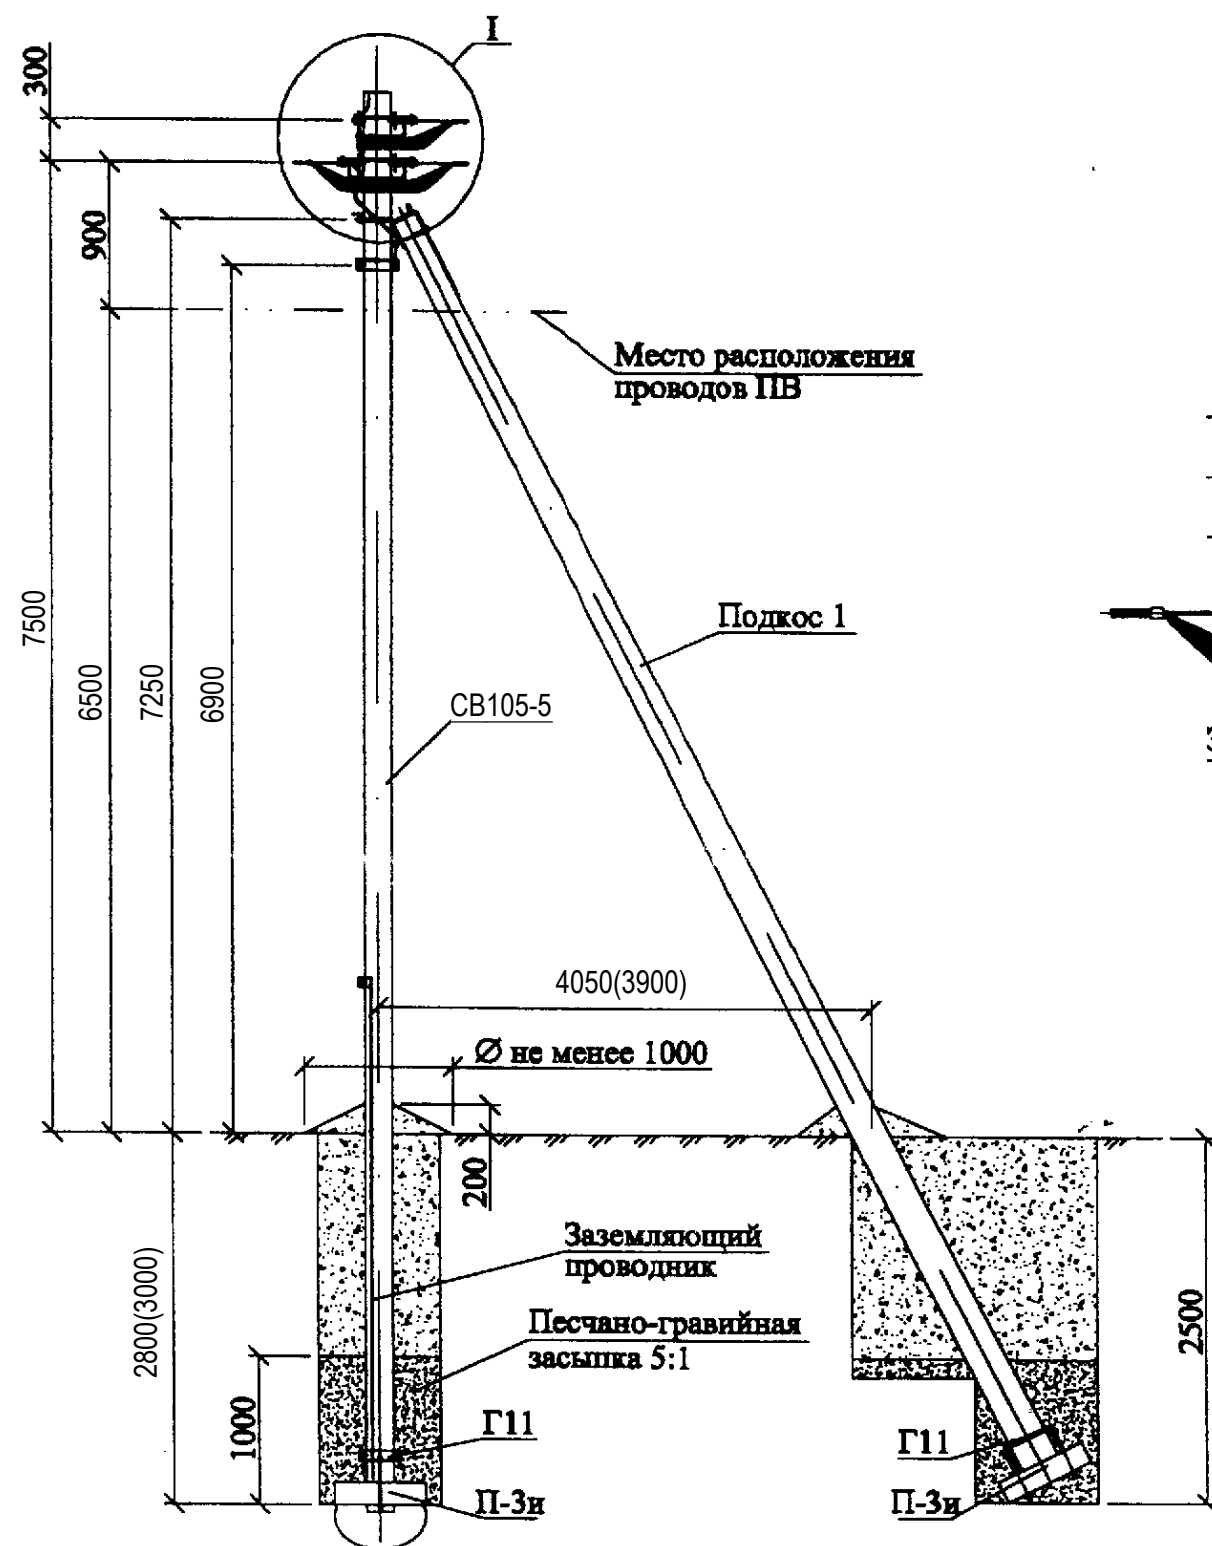 I
300
900
Место расположения
проводов ПВ
7500
6500
7250
6900
Подкос 1
СВ105-5
4050(3900)
Ø не менее 1000
200
Заземляющий
проводник
Песчано-гравийная
засыпка 5:1
2800(3000)
1000
2500
Г11
Г11
П-3и
П-3и